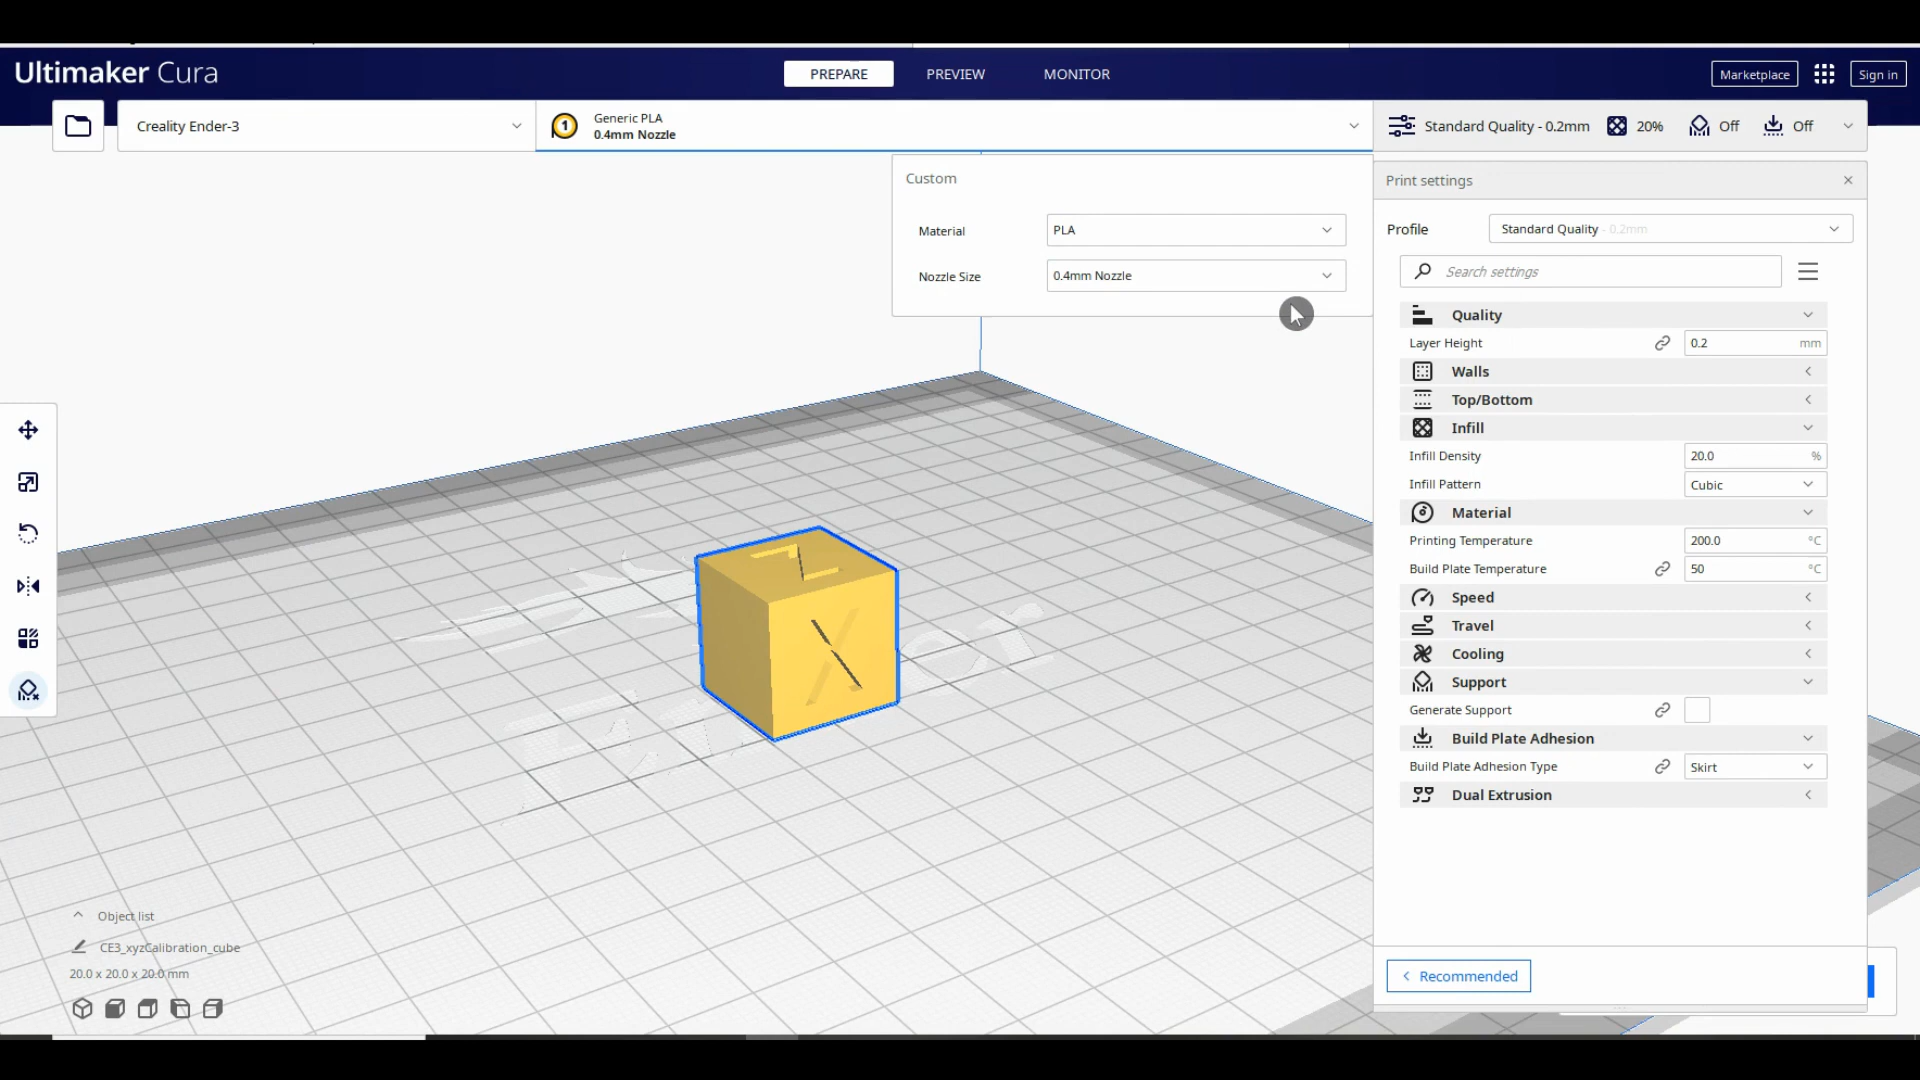 Ultimaker Cura
PREPARE
PREVIEW
MONITOR
Marketplace
Sign in
Creality Ender-3
1
Generic PLA
0.4mm Nozzle
Standard Quality - 0.2mm
20%
Off
Off
Custom
Material
PLA
Nozzle Size
0.4mm Nozzle
Print settings
Profile
Standard Quality - 0.2mm
Search settings
Quality
Layer Height
0.2 mm
Walls
Top/Bottom
Infill
Infill Density
20.0 %
Infill Pattern
Cubic
Material
Printing Temperature
200.0 °C
Build Plate Temperature
50 °C
Speed
Travel
Cooling
Support
Generate Support
Build Plate Adhesion
Build Plate Adhesion Type
Skirt
Dual Extrusion
Recommended
Z
X
Object list
CE3_xyzCalibration_cube
20.0 x 20.0 x 20.0 mm